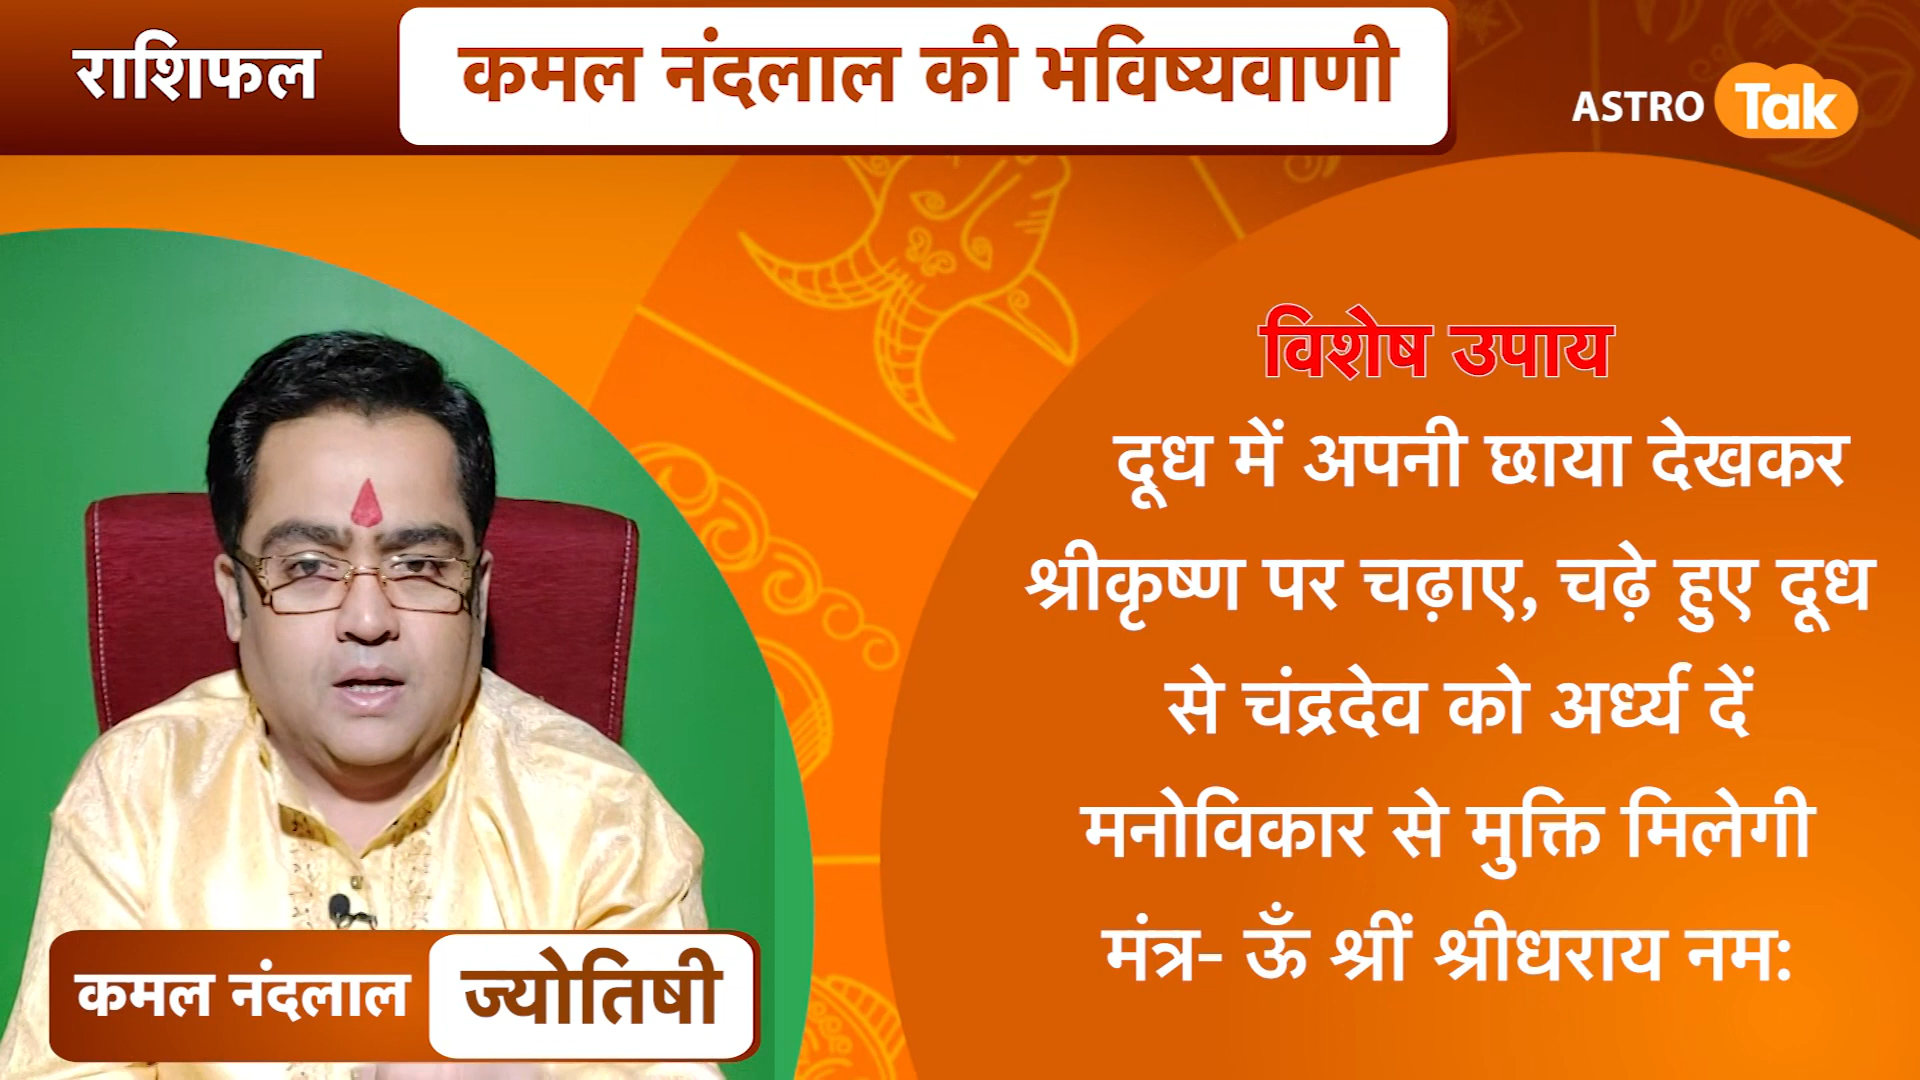 राशिफल
कमल नंदलाल की भविष्यवाणी
ASTRO Tak
विशेष उपाय
दूध में अपनी छाया देखकर
श्रीकृष्ण पर चढ़ाए, चढ़े हुए दूध
से चंद्रदेव को अर्ध्य दें
मनोविकार से मुक्ति मिलेगी
मंत्र- ऊँ श्रीं श्रीधराय नम:
कमल नंदलाल ज्योतिषी